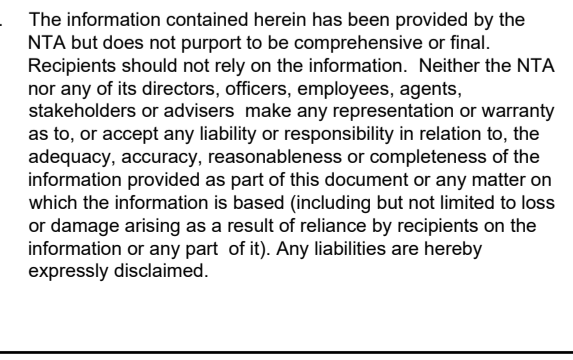 . The information contained herein has been provided by the
NTA but does not purport to be comprehensive or final.
Recipients should not rely on the information.  Neither the NTA
nor any of its directors, officers, employees, agents,
stakeholders or advisers  make any representation or warranty
as to, or accept any liability or responsibility in relation to, the
adequacy, accuracy, reasonableness or completeness of the
information provided as part of this document or any matter on
which the information is based (including but not limited to loss
or damage arising as a result of reliance by recipients on the
information or any part  of it). Any liabilities are hereby
expressly disclaimed.